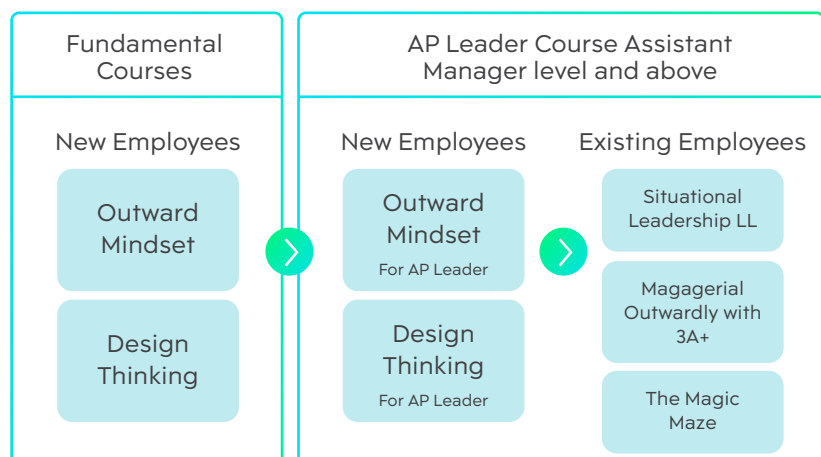 Fundamental
Courses
New Employees
Outward
Mindset
Design
Thinking
AP Leader Course Assistant
Manager level and above
New Employees
Outward
Mindset
For AP Leader
Design
Thinking
For AP Leader
Existing Employees
Situational
Leadership LL
Magagerial
Outwardly with
3A+
The Magic
Maze